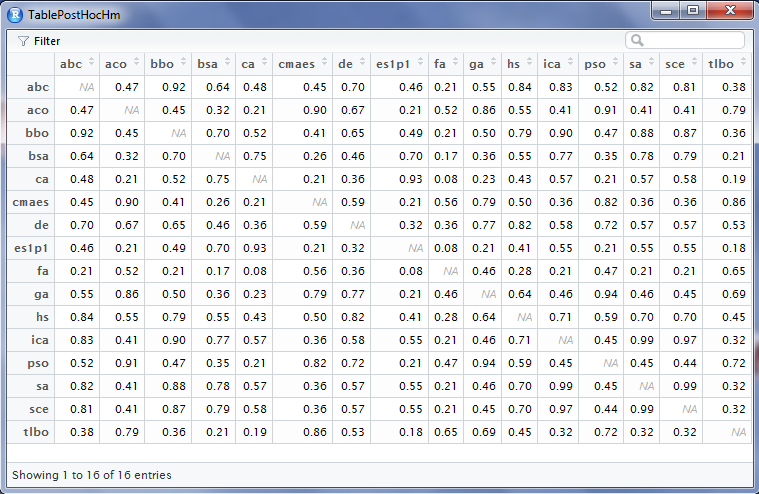 TablePostHocHm
Filter
abc aco bbo bsa ca cmaes de es1p1 fa ga hs ica pso sa sce tlbo
abc NA 0.47 0.92 0.64 0.48 0.45 0.70 0.46 0.21 0.55 0.84 0.83 0.52 0.82 0.81 0.38
aco 0.47 NA 0.45 0.32 0.21 0.90 0.67 0.21 0.52 0.86 0.55 0.41 0.91 0.41 0.41 0.79
bbo 0.92 0.45 NA 0.70 0.52 0.41 0.65 0.49 0.21 0.50 0.79 0.90 0.47 0.88 0.87 0.36
bsa 0.64 0.32 0.70 NA 0.75 0.26 0.46 0.70 0.17 0.36 0.55 0.77 0.35 0.78 0.79 0.21
ca 0.48 0.21 0.52 0.75 NA 0.21 0.36 0.93 0.08 0.23 0.43 0.57 0.21 0.57 0.58 0.19
cmaes 0.45 0.90 0.41 0.26 0.21 NA 0.59 0.21 0.56 0.79 0.50 0.36 0.82 0.36 0.36 0.86
de 0.70 0.67 0.65 0.46 0.36 0.59 NA 0.32 0.36 0.77 0.82 0.58 0.72 0.57 0.57 0.53
es1p1 0.46 0.21 0.49 0.70 0.93 0.21 0.32 NA 0.08 0.21 0.41 0.55 0.21 0.55 0.55 0.18
fa 0.21 0.52 0.21 0.17 0.08 0.56 0.36 0.08 NA 0.46 0.28 0.21 0.47 0.21 0.21 0.65
ga 0.55 0.86 0.50 0.36 0.23 0.79 0.77 0.21 0.46 NA 0.64 0.46 0.94 0.46 0.45 0.69
hs 0.84 0.55 0.79 0.55 0.43 0.50 0.82 0.41 0.28 0.64 NA 0.71 0.59 0.70 0.70 0.45
ica 0.83 0.41 0.90 0.77 0.57 0.36 0.58 0.55 0.21 0.46 0.71 NA 0.45 0.99 0.97 0.32
pso 0.52 0.91 0.47 0.35 0.21 0.82 0.72 0.21 0.47 0.94 0.59 0.45 NA 0.45 0.44 0.72
sa 0.82 0.41 0.88 0.78 0.57 0.36 0.57 0.55 0.21 0.46 0.70 0.99 0.45 NA 0.99 0.32
sce 0.81 0.41 0.87 0.79 0.58 0.36 0.57 0.55 0.21 0.45 0.70 0.97 0.44 0.99 NA 0.32
tlbo 0.38 0.79 0.36 0.21 0.19 0.86 0.53 0.18 0.65 0.69 0.45 0.32 0.72 0.32 0.32 NA
Showing 1 to 16 of 16 entries